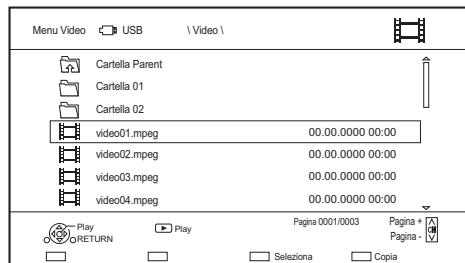 Menu Video USB \ Video \
Cartella Parent
Cartella 01
Cartella 02
video01.mpeg 00.00.0000 00:00
video02.mpeg 00.00.0000 00:00
video03.mpeg 00.00.0000 00:00
video04.mpeg 00.00.0000 00:00
Play Play Pagina 0001/0003 Pagina +
CH
RETURN Pagina -
Seleziona Copia